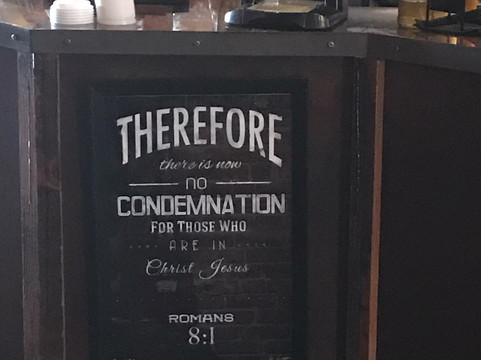 THEREFORE
there is now
NO
CONDEMNATION
FOR THOSE WHO
ARE IN
Christ Jesus
ROMANS
8:1